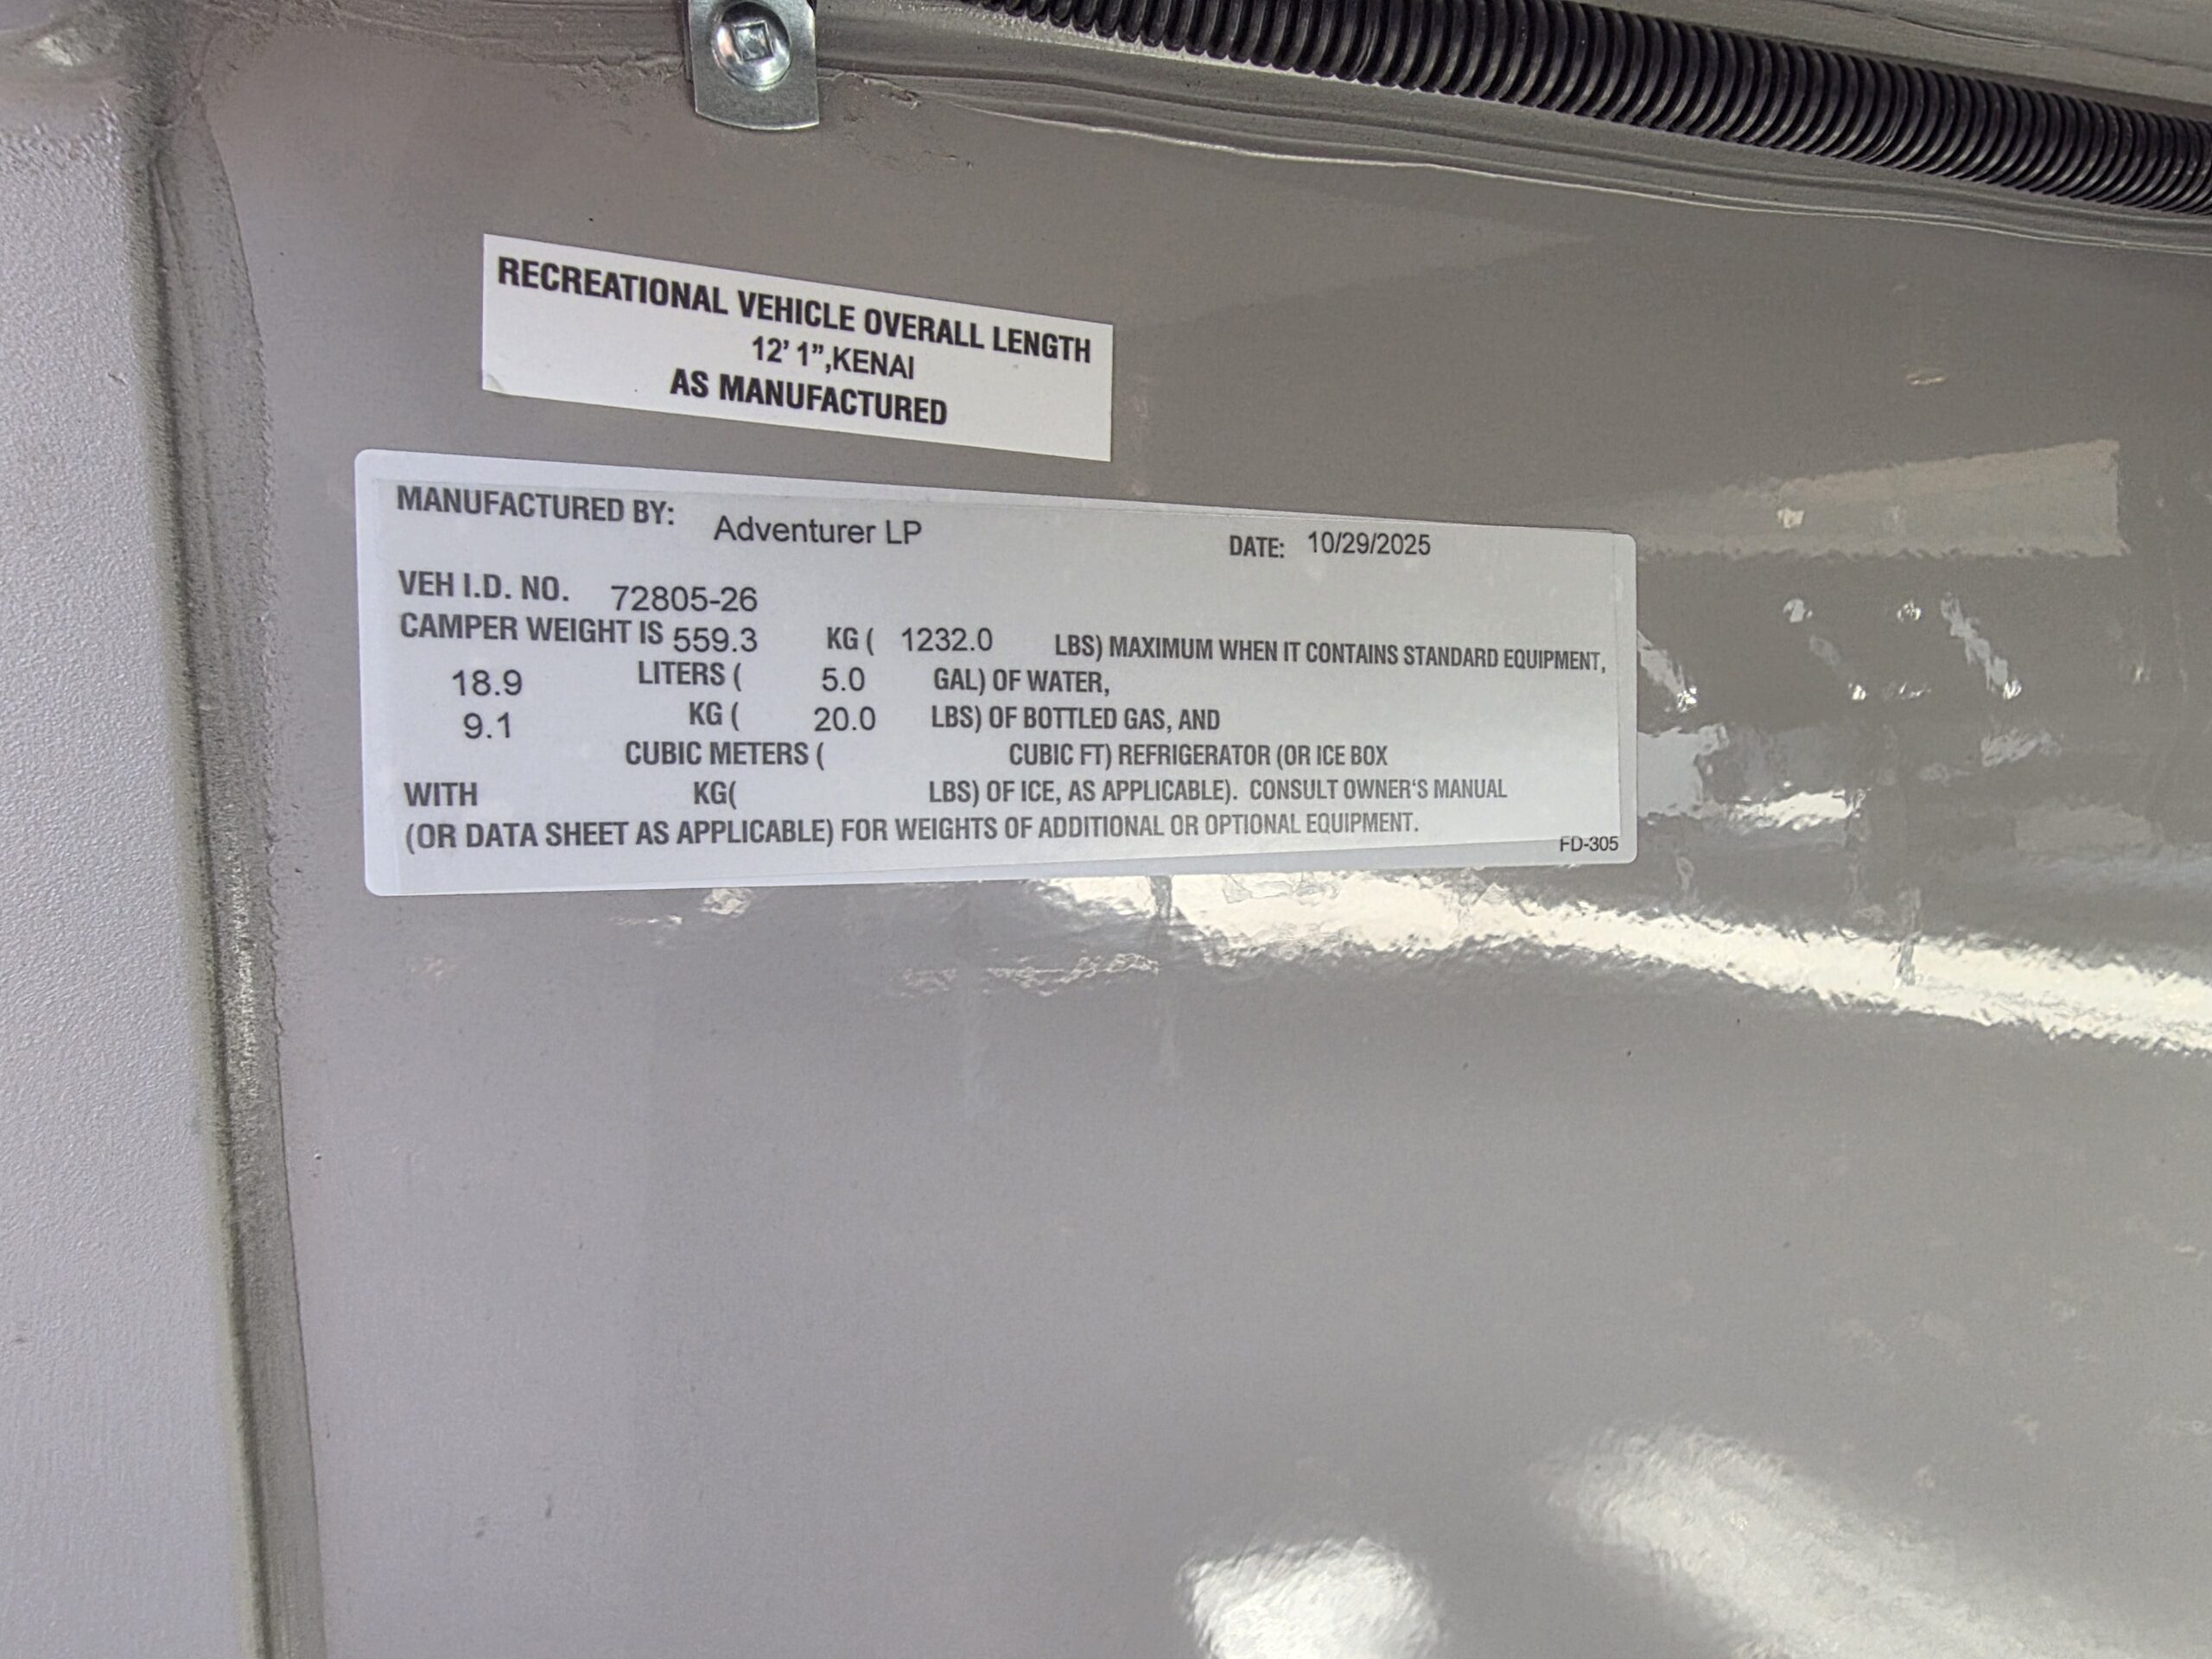 RECREATIONAL VEHICLE OVERALL LENGTH
12' 1",KENAI
AS MANUFACTURED
MANUFACTURED BY: Adventurer LP DATE: 10/29/2025
VEH I.D. NO. 72805-26
CAMPER WEIGHT IS 559.3 KG ( 1232.0 LBS) MAXIMUM WHEN IT CONTAINS STANDARD EQUIPMENT,
18.9 LITERS ( 5.0 GAL) OF WATER,
9.1 KG ( 20.0 LBS) OF BOTTLED GAS, AND
CUBIC METERS ( CUBIC FT) REFRIGERATOR (OR ICE BOX
WITH KG( LBS) OF ICE, AS APPLICABLE). CONSULT OWNER'S MANUAL
(OR DATA SHEET AS APPLICABLE) FOR WEIGHTS OF ADDITIONAL OR OPTIONAL EQUIPMENT.
FD-305